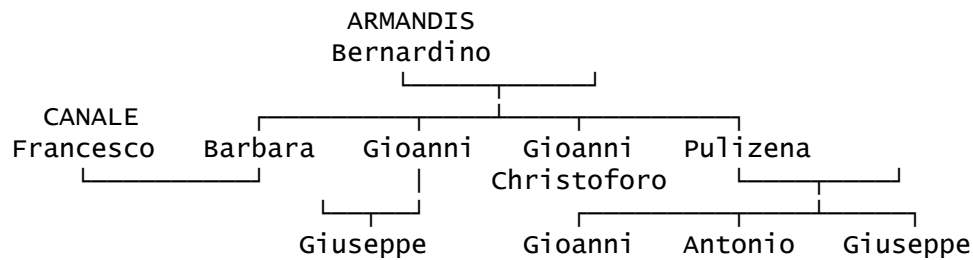 ARMANDIS
Bernardino
CANALE
Francesco Barbara Gioanni Gioanni Pulizena
Christoforo
Giuseppe Gioanni Antonio Giuseppe